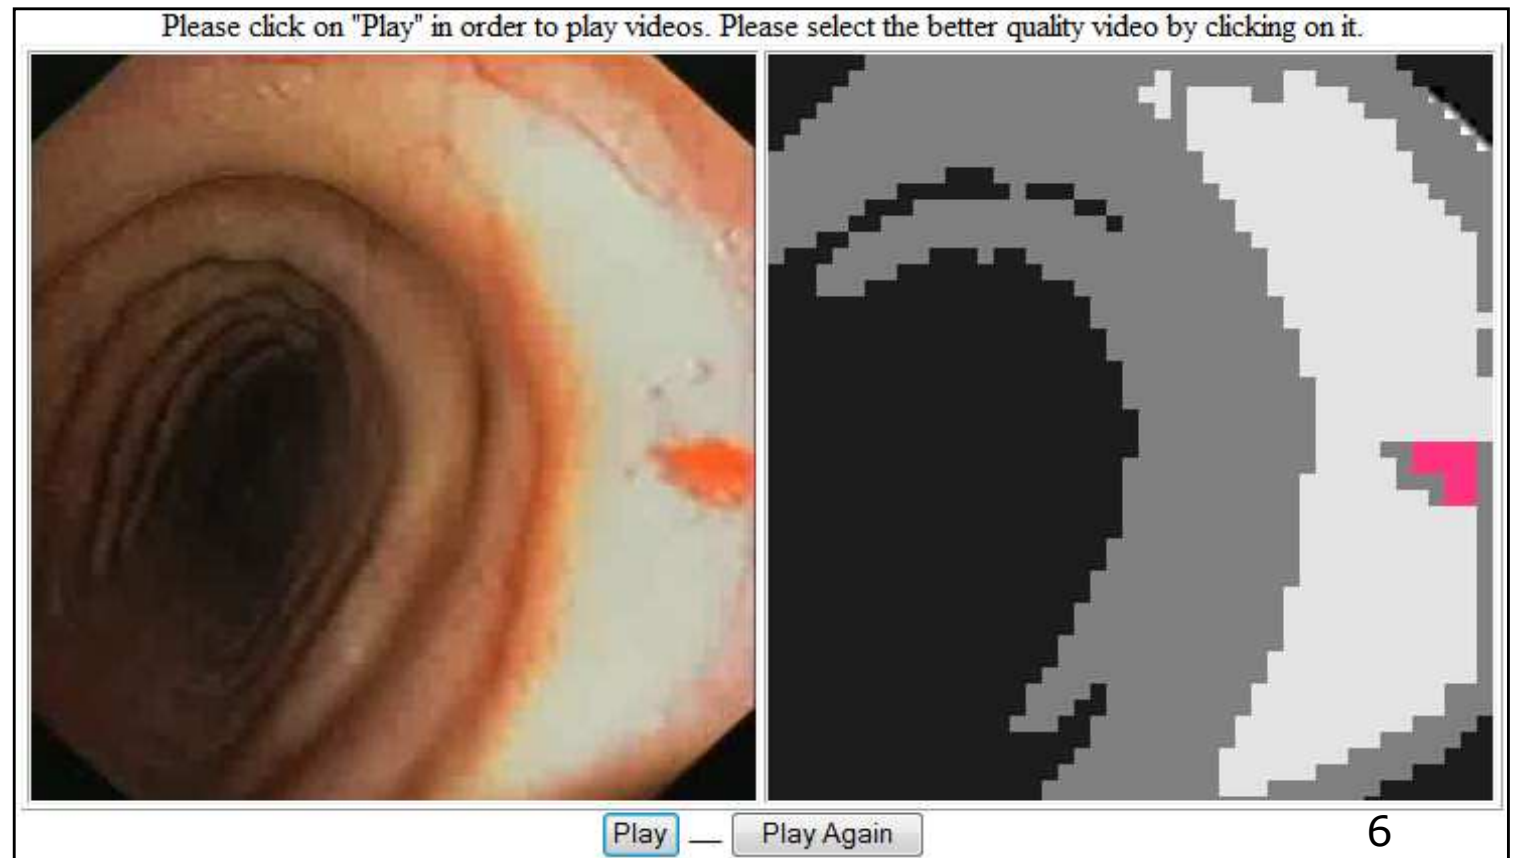 Please click on "Play" in order to play videos. Please select the better quality video by clicking on it.
Play — Play Again 6